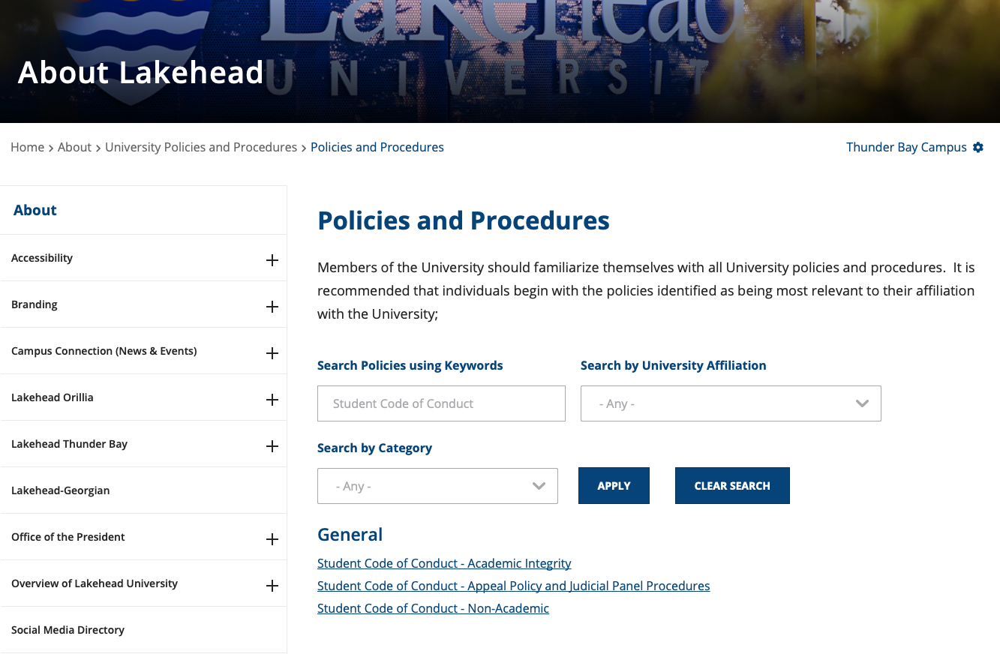 Lakehead
UNIVERSIT
About Lakehead
Home > About > University Policies and Procedures > Policies and Procedures
Thunder Bay Campus
About
Accessibility
Branding
Campus Connection (News & Events)
Lakehead Orillia
Lakehead Thunder Bay
Lakehead-Georgian
Office of the President
Overview of Lakehead University
Social Media Directory
Policies and Procedures
Members of the University should familiarize themselves with all University policies and procedures.  It is
recommended that individuals begin with the policies identified as being most relevant to their affiliation
with the University;
Search Policies using Keywords
Student Code of Conduct
Search by University Affiliation
- Any -
Search by Category
- Any -
APPLY
CLEAR SEARCH
General
Student Code of Conduct - Academic Integrity
Student Code of Conduct - Appeal Policy and Judicial Panel Procedures
Student Code of Conduct - Non-Academic